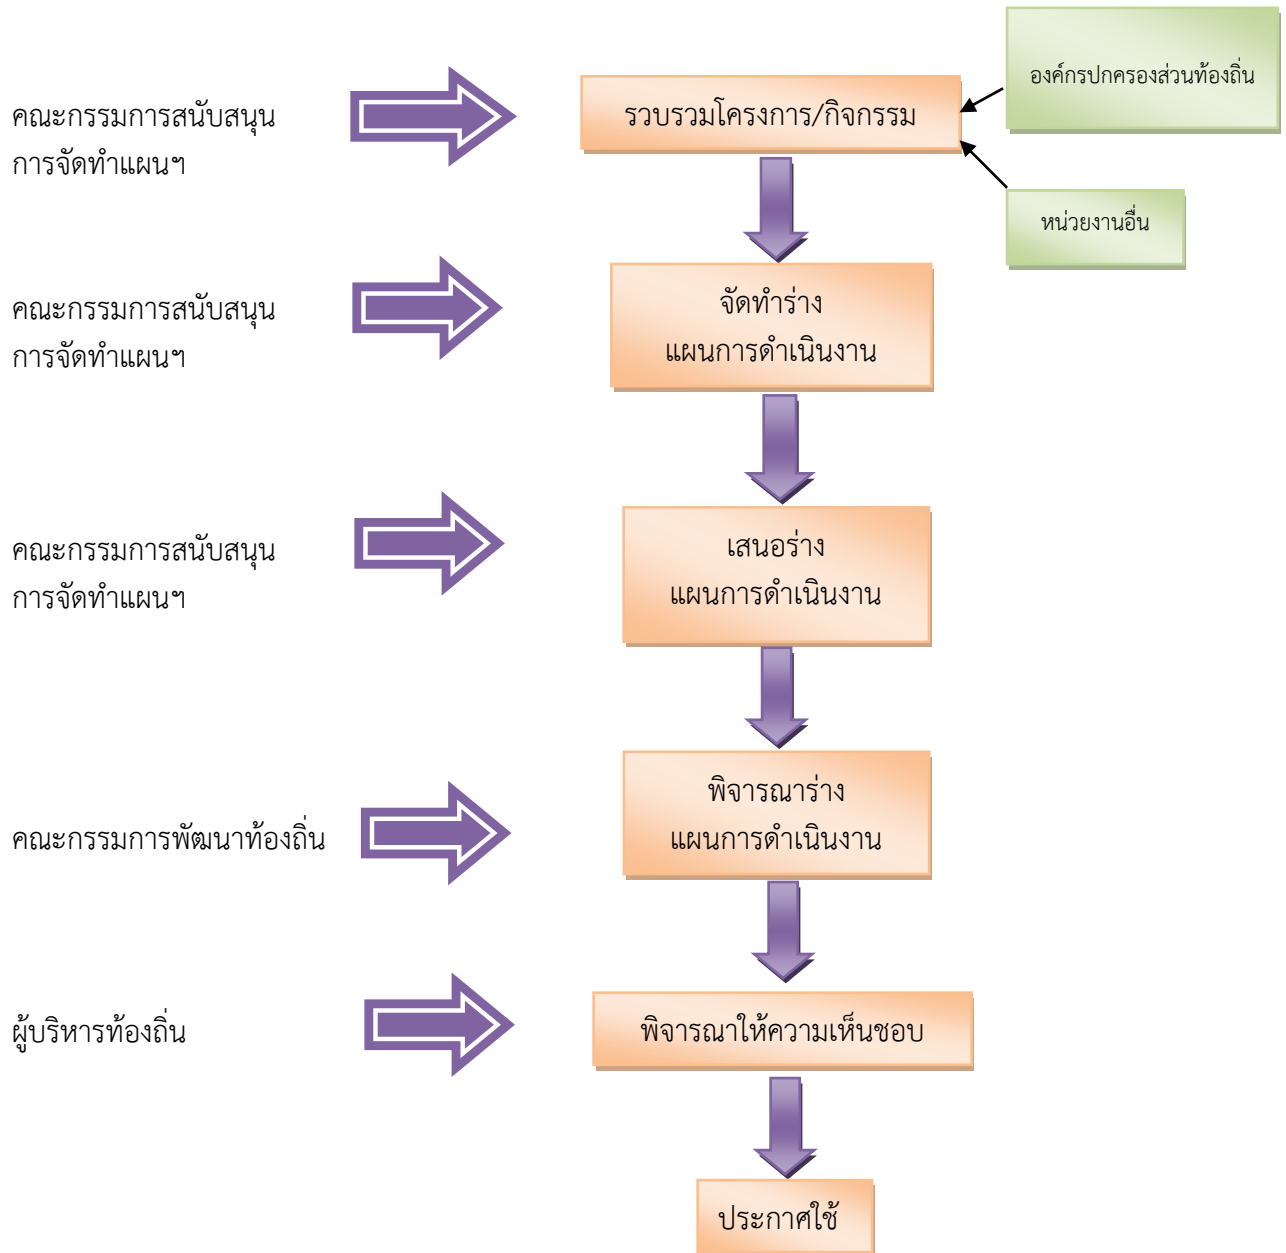 องค์กรปกครองส่วนท้องถิ่น
คณะกรรมการสนับสนุน
การจัดทำแผนฯ
รวบรวมโครงการ/กิจกรรม
หน่วยงานอื่น
คณะกรรมการสนับสนุน
การจัดทำแผนฯ
จัดทำร่าง
แผนการดำเนินงาน
คณะกรรมการสนับสนุน
การจัดทำแผนฯ
เสนอร่าง
แผนการดำเนินงาน
คณะกรรมการพัฒนาท้องถิ่น
พิจารณาร่าง
แผนการดำเนินงาน
ผู้บริหารท้องถิ่น
พิจารณาให้ความเห็นชอบ
ประกาศใช้